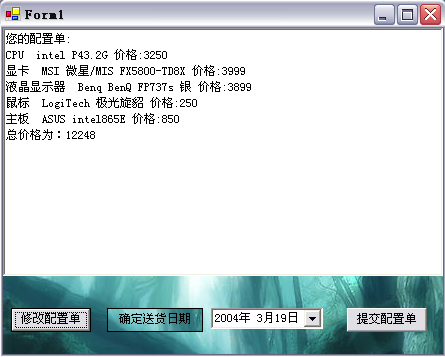 Form1
您的配置单:
CPU intel P43.2G 价格:3250
显卡 MSI 微星/MIS FX5800-TD8X 价格:3999
液晶显示器 Benq BenQ FP737s 银 价格:3899
鼠标 LogiTech 极光旋貂 价格:250
主板 ASUS intel865E 价格:850
总价格为：12248
修改配置单 确定送货日期 2004年 3月19日 提交配置单